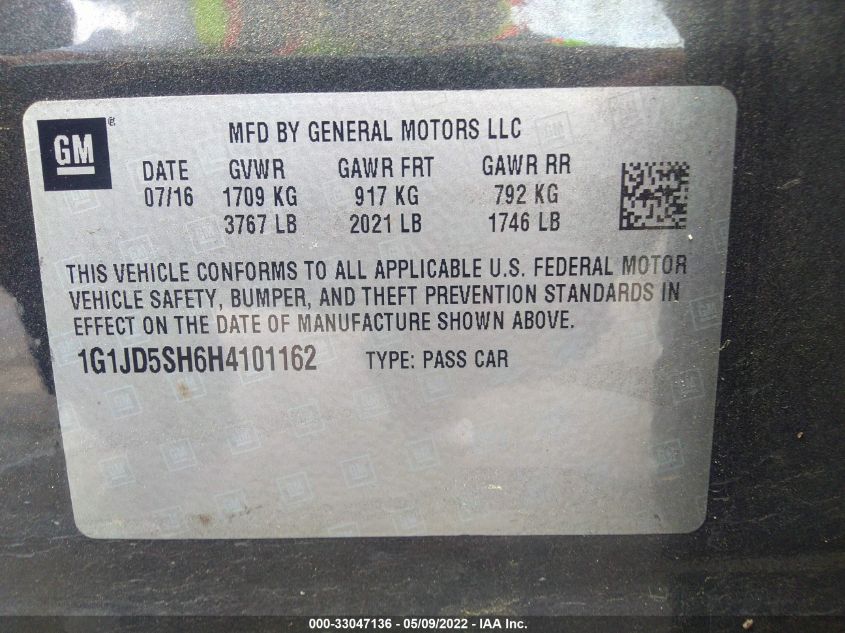 GM ®
MFD BY GENERAL MOTORS LLC
DATE GVWR GAWR FRT GAWR RR
07/16 1709 KG 917 KG 792 KG
3767 LB 2021 LB 1746 LB
THIS VEHICLE CONFORMS TO ALL APPLICABLE U.S. FEDERAL MOTOR
VEHICLE SAFETY, BUMPER, AND THEFT PREVENTION STANDARDS IN
EFFECT ON THE DATE OF MANUFACTURE SHOWN ABOVE.
1G1JD5SH6H4101162 TYPE: PASS CAR
000-33047136 - 05/09/2022 - IAA Inc.